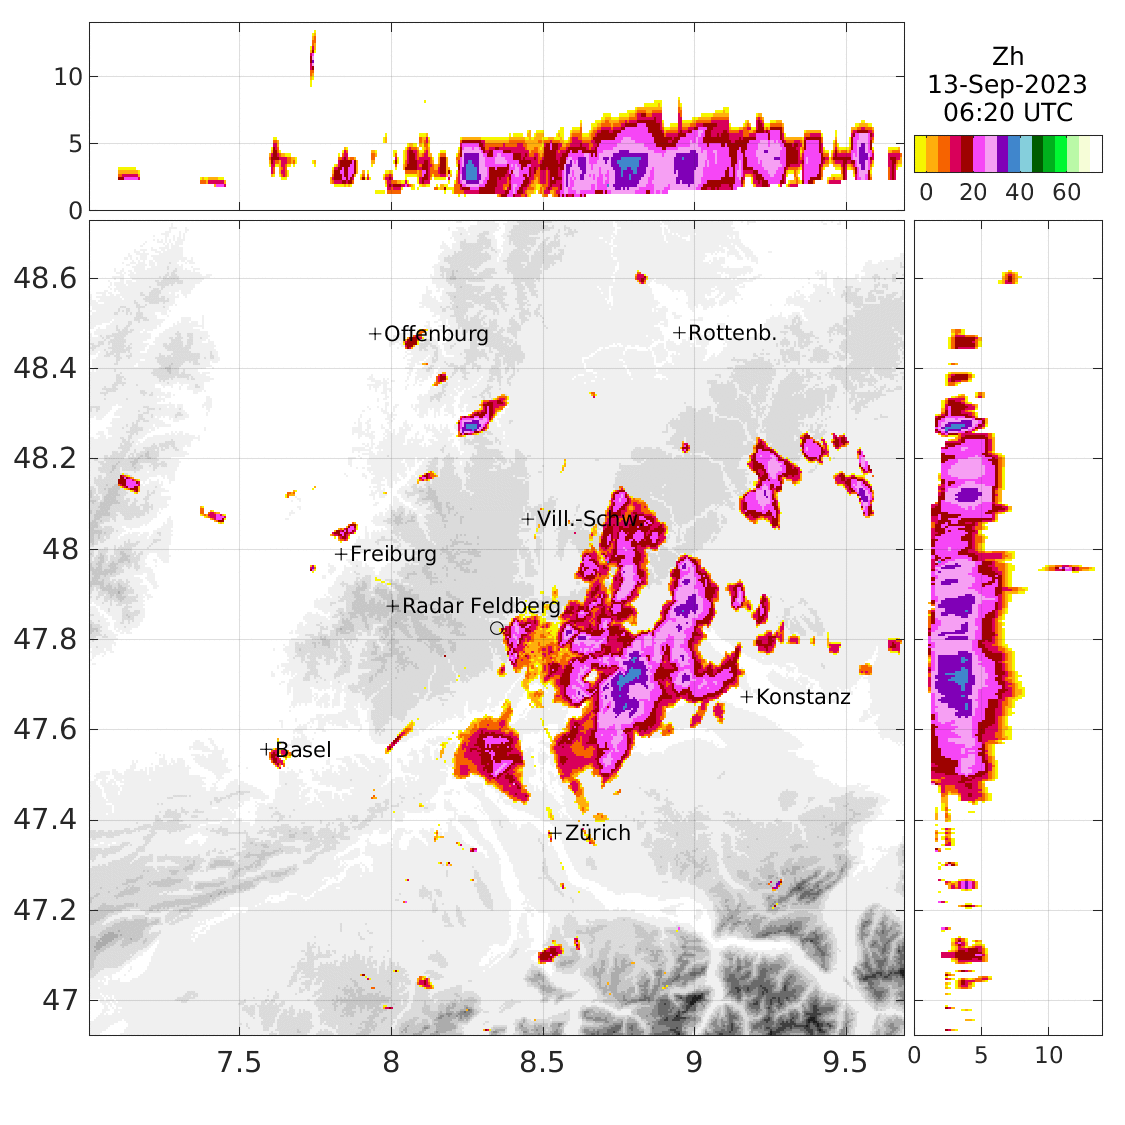 10
5
0
Zh
13-Sep-2023
06:20 UTC
0 20 40 60
48.6
48.4
48.2
48
47.8
47.6
47.4
47.2
47
+Offenburg
+Rottenb.
+Vill.-Schw.
+Freiburg
+Radar Feldberg
+Konstanz
+Basel
+Zürich
7.5 8 8.5 9 9.5
0 5 10